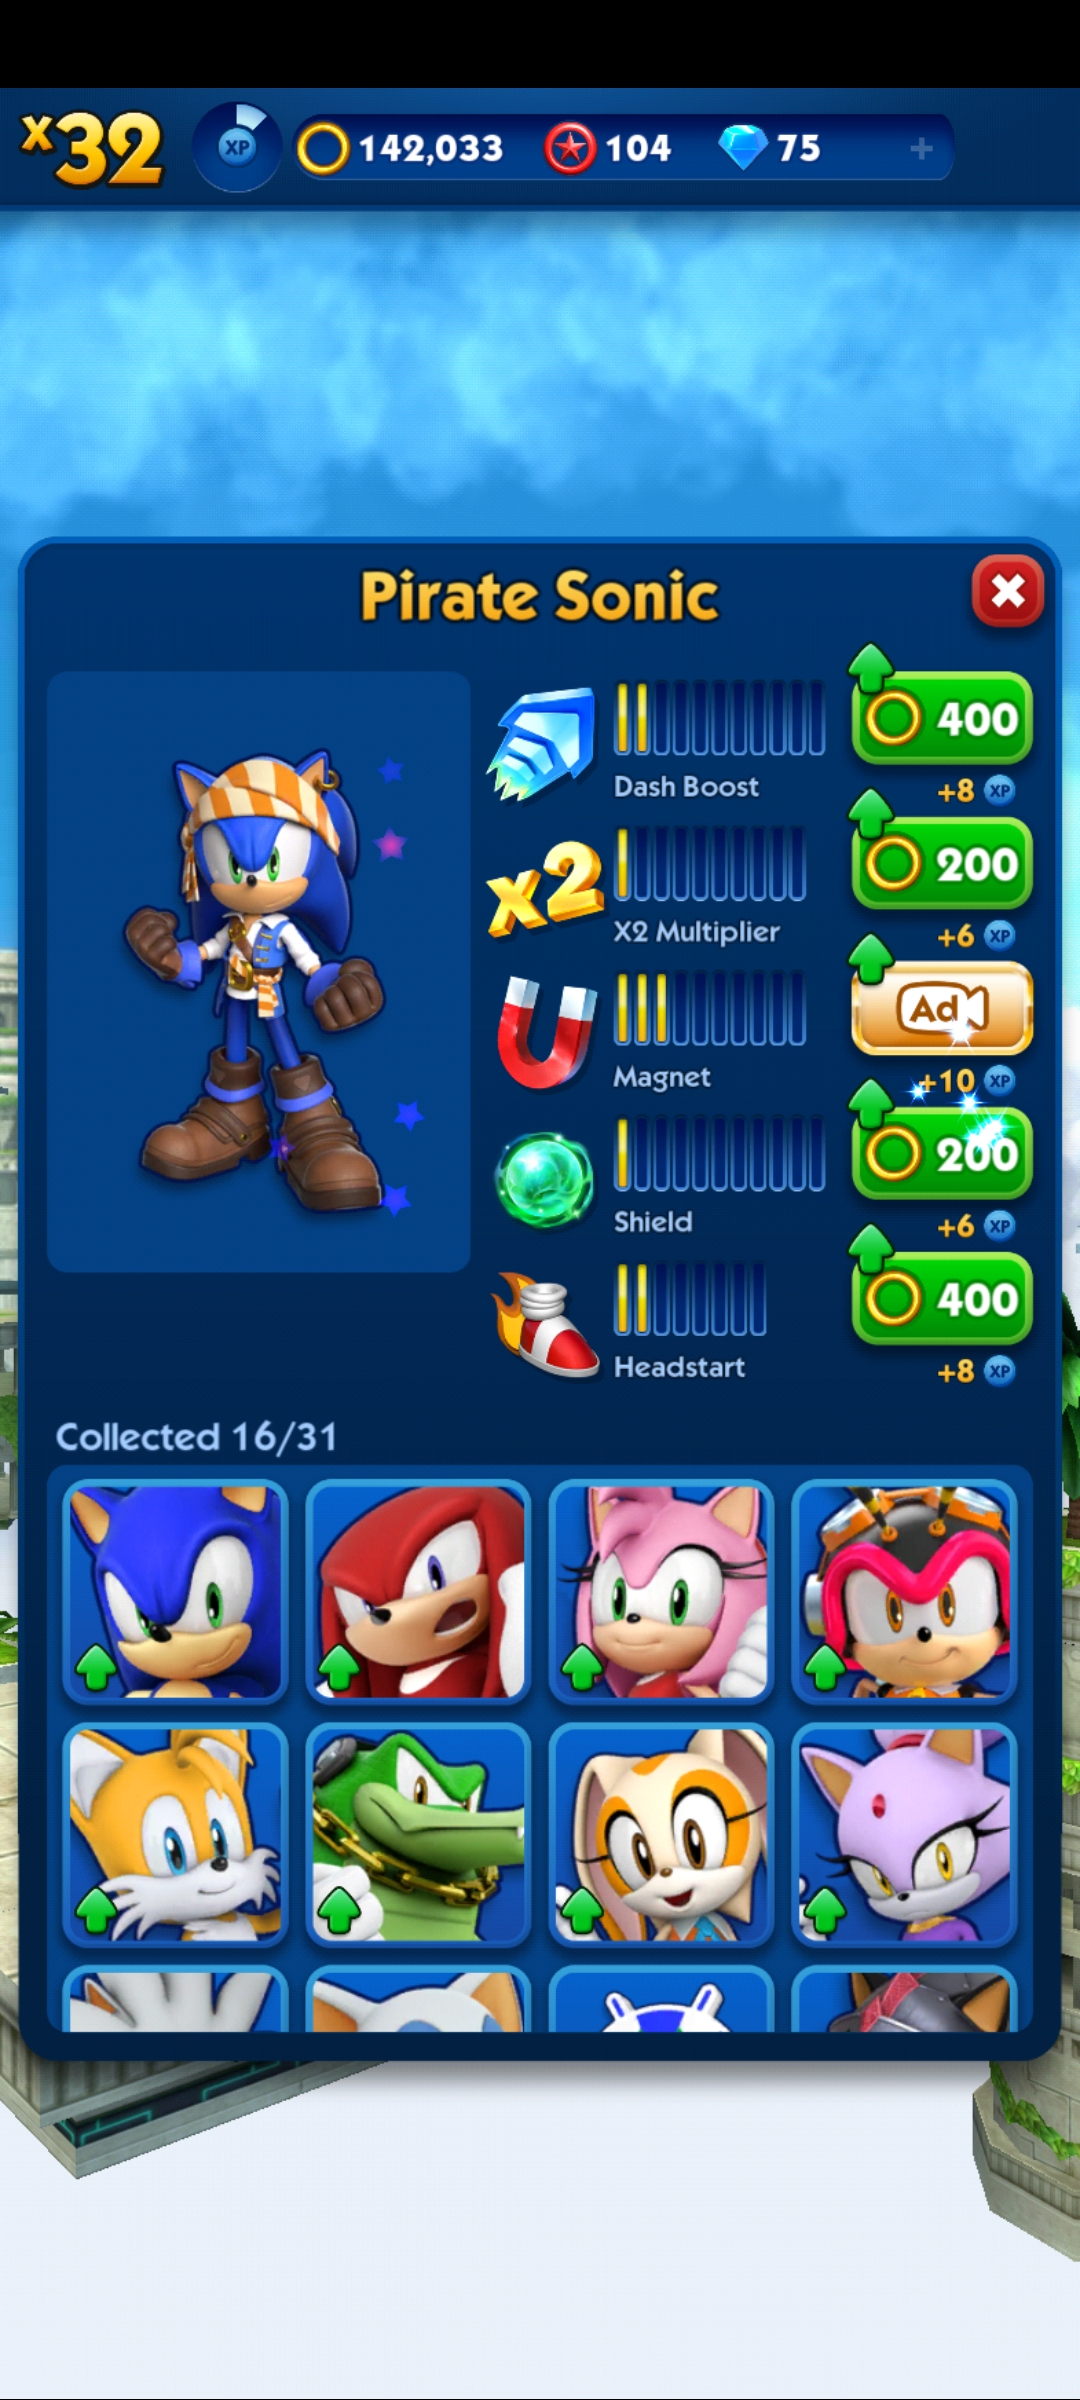 x32 XP 142,033 104 75 +
Pirate Sonic
400
Dash Boost
+8 XP
x2
200
X2 Multiplier
+6 XP
Ad
Magnet
+10 XP
200
Shield
+6 XP
400
Headstart
+8 XP
Collected 16/31